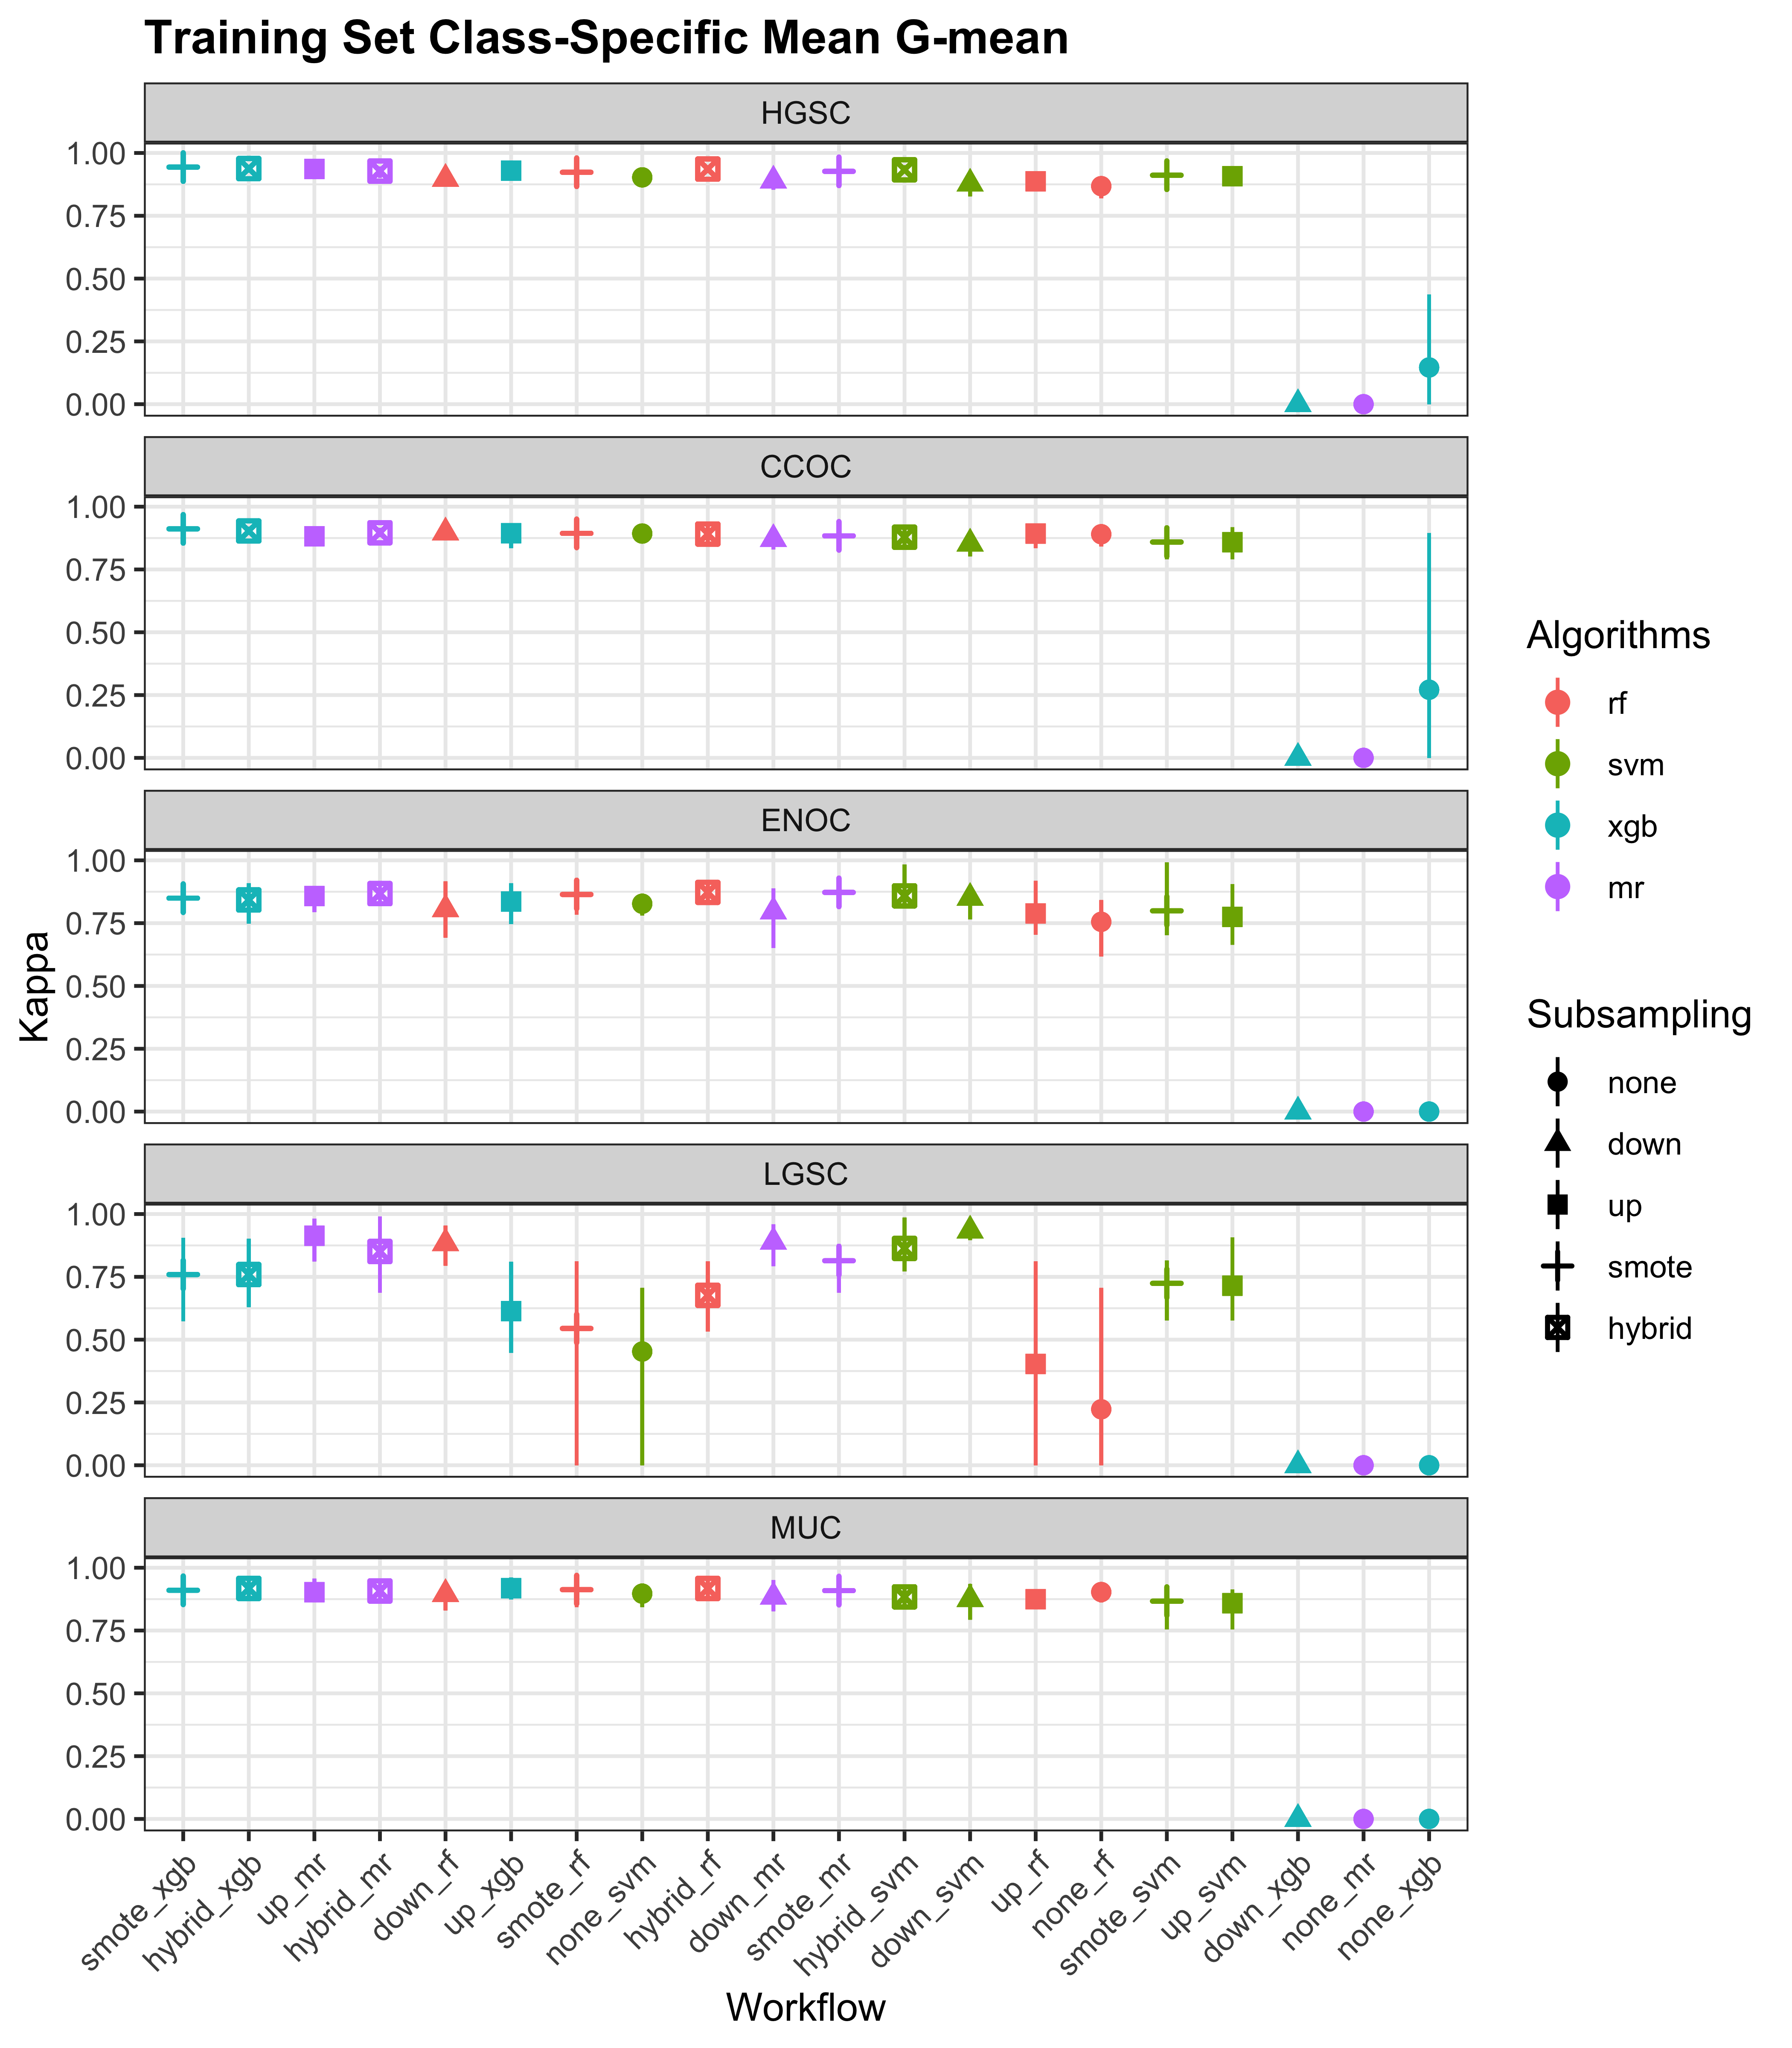 Training Set Class-Specific Mean G-mean
HGSC
1.00
0.75
0.50
0.25
0.00
CCOC
1.00
0.75
0.50
0.25
0.00
ENOC
1.00
0.75
0.50
0.25
0.00
LGSC
1.00
0.75
0.50
0.25
0.00
MUC
1.00
0.75
0.50
0.25
0.00
Kappa
smote_xgb
hybrid_xgb
up_mr
hybrid_mr
down_rf
up_xgb
smote_rf
none_svm
hybrid_rf
down_mr
smote_mr
hybrid_svm
down_svm
up_rf
none_rf
smote_svm
up_svm
down_xgb
none_mr
none_xgb
Workflow
Algorithms
rf
svm
xgb
mr
Subsampling
none
down
up
smote
hybrid